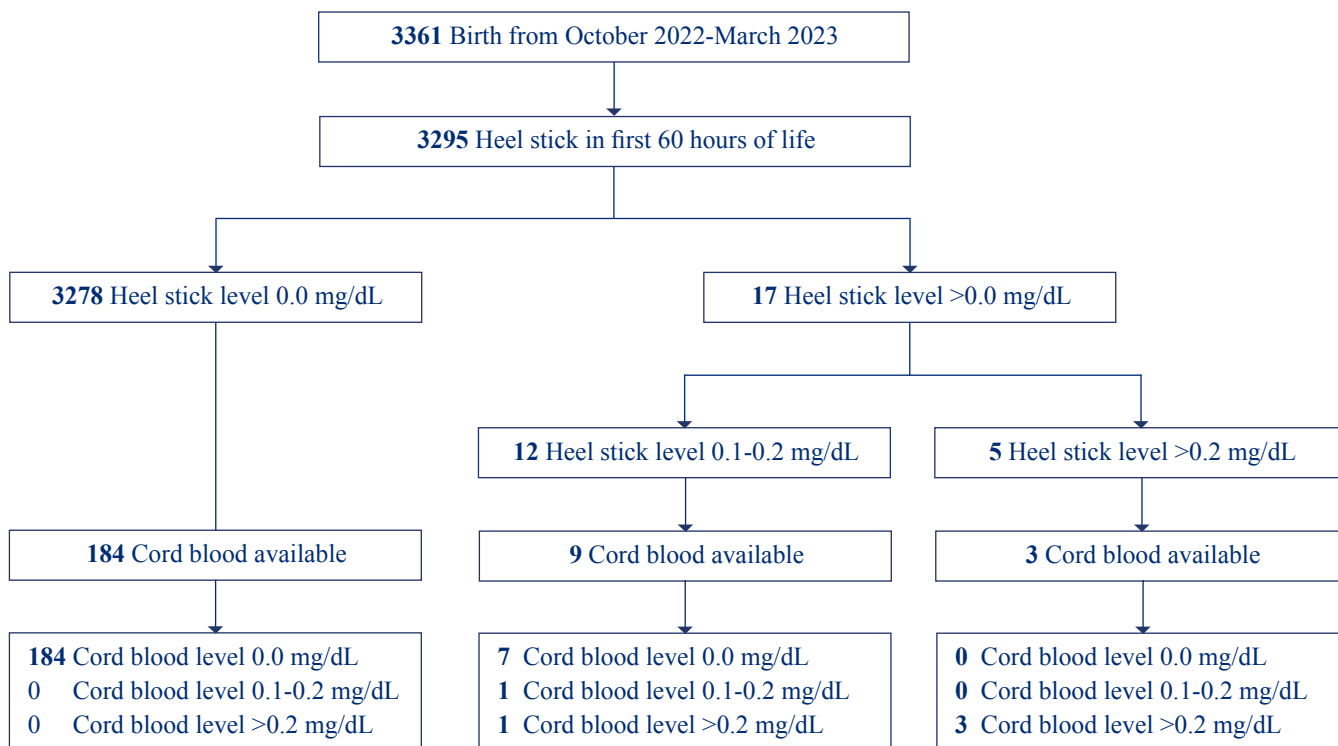 3361 Birth from October 2022-March 2023
3295 Heel stick in first 60 hours of life
3278 Heel stick level 0.0 mg/dL
17 Heel stick level >0.0 mg/dL
12 Heel stick level 0.1-0.2 mg/dL
5 Heel stick level >0.2 mg/dL
184 Cord blood available
9 Cord blood available
3 Cord blood available
184 Cord blood level 0.0 mg/dL
0 Cord blood level 0.1-0.2 mg/dL
0 Cord blood level >0.2 mg/dL
7 Cord blood level 0.0 mg/dL
1 Cord blood level 0.1-0.2 mg/dL
1 Cord blood level >0.2 mg/dL
0 Cord blood level 0.0 mg/dL
0 Cord blood level 0.1-0.2 mg/dL
3 Cord blood level >0.2 mg/dL